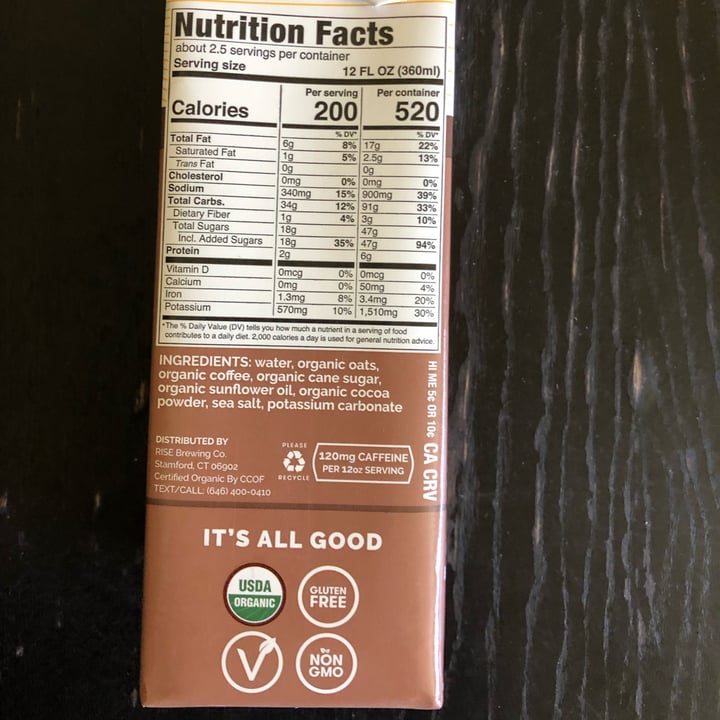 Nutrition Facts
about 2.5 servings per container
Serving size 12 FL OZ (360ml)
Per serving Per container
Calories 200 520
% DV* % DV*
Total Fat 6g 8% 17g 22%
Saturated Fat 1g 5% 2.5g 13%
Trans Fat 0g 0g
Cholesterol 0mg 0% 0mg 0%
Sodium 340mg 15% 900mg 39%
Total Carbs. 34g 12% 91g 33%
Dietary Fiber 1g 4% 3g 10%
Total Sugars 18g 47g
Incl. Added Sugars 18g 35% 47g 94%
Protein 2g 6g
Vitamin D 0mcg 0% 0mcg 0%
Calcium 0mg 0% 50mg 4%
Iron 1.3mg 8% 3.4mg 20%
Potassium 570mg 10% 1,510mg 30%
*The % Daily Value (DV) tells you how much a nutrient in a serving of food
contributes to a daily diet. 2,000 calories a day is used for general nutrition advice.
INGREDIENTS: water, organic oats,
organic coffee, organic cane sugar,
organic sunflower oil, organic cocoa
powder, sea salt, potassium carbonate
HI ME 5¢ OR 10¢ CA CRV
DISTRIBUTED BY
RISE Brewing Co.
Stamford, CT 06902
Certified Organic By CCOF
TEXT/CALL: (646) 400-0410
PLEASE
RECYCLE
120mg CAFFEINE
PER 12oz SERVING
IT'S ALL GOOD
USDA
ORGANIC
GLUTEN
FREE
V
NON
GMO